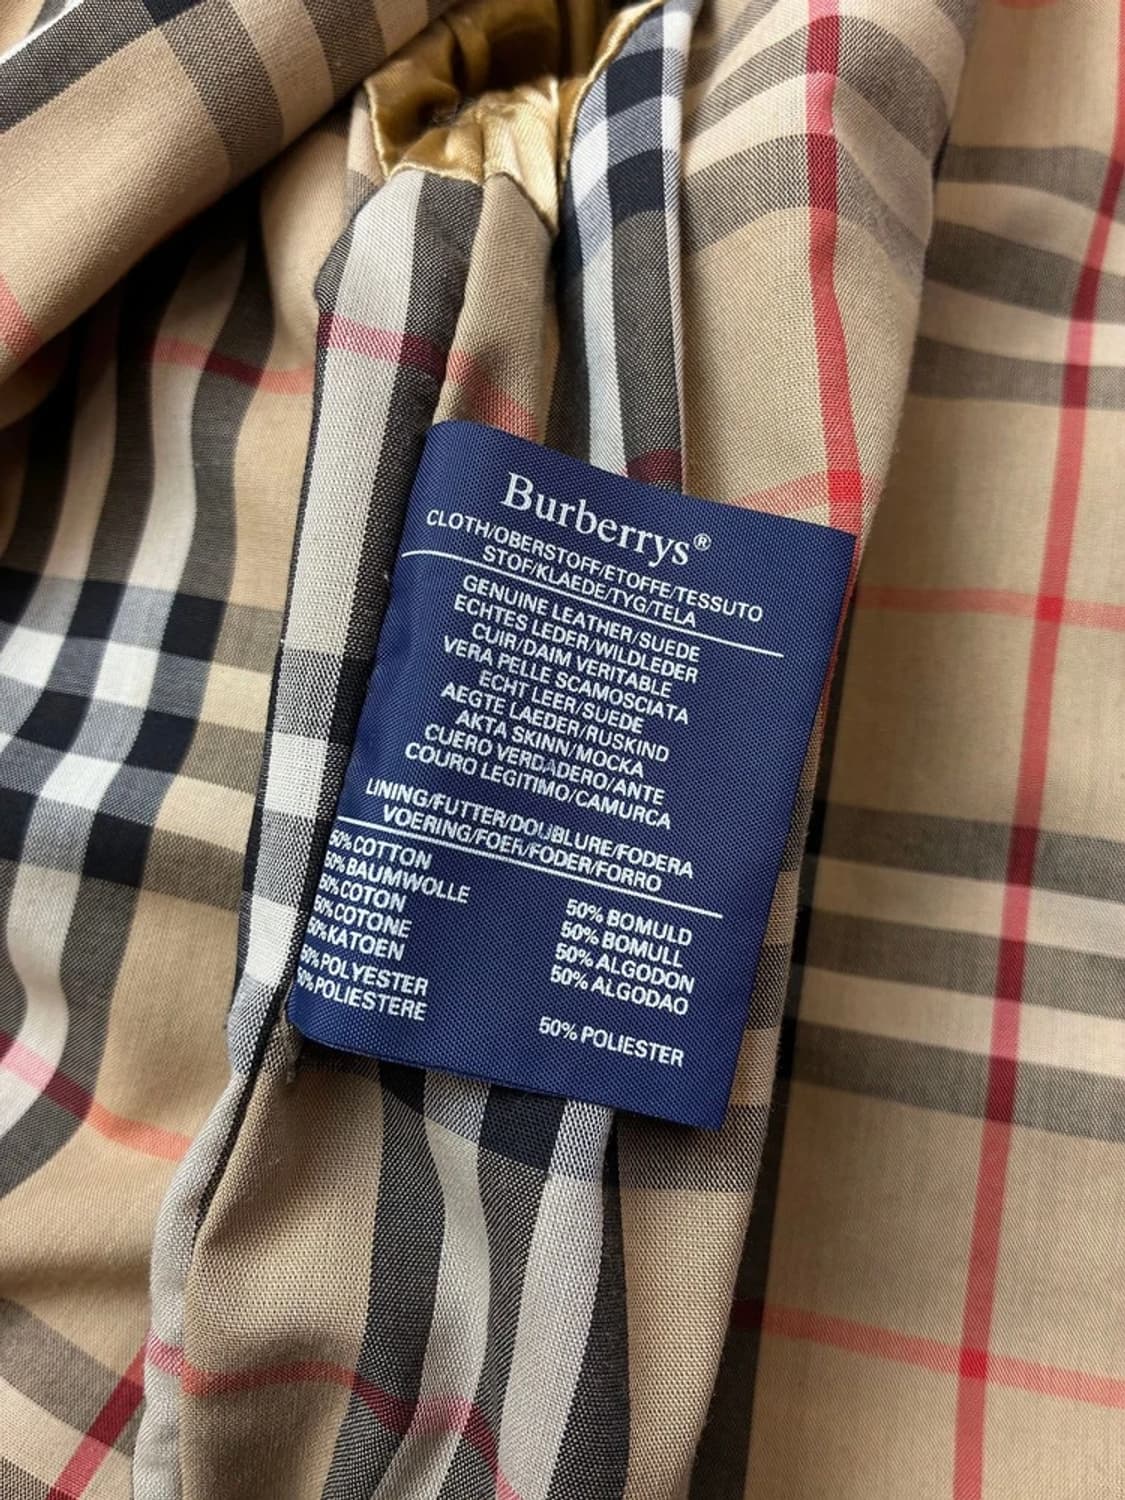 Burberrys®
CLOTH/OBERSTOFF/ETOFFE/TESSUTO
STOF/KLAEDE/TYG/TELA
GENUINE LEATHER/SUEDE
ECHTES LEDER/WILDLEDER
CUIR/DAIM VERITABLE
VERA PELLE SCAMOSCIATA
ECHT LEER/SUEDE
AEGTE LAEDER/RUSKIND
AKTA SKINN/MOCKA
CUERO VERDADERO/ANTE
COURO LEGITIMO/CAMURCA
LINING/FUTTER/DOUBLURE/FODERA
VOERING/FOER/FODER/FORRO
50% COTTON
50% BAUMWOLLE
50% COTON
50% COTONE
50% KATOEN
50% POLYESTER
50% POLIESTERE
50% BOMULD
50% BOMULL
50% ALGODON
50% ALGODAO
50% POLIESTER